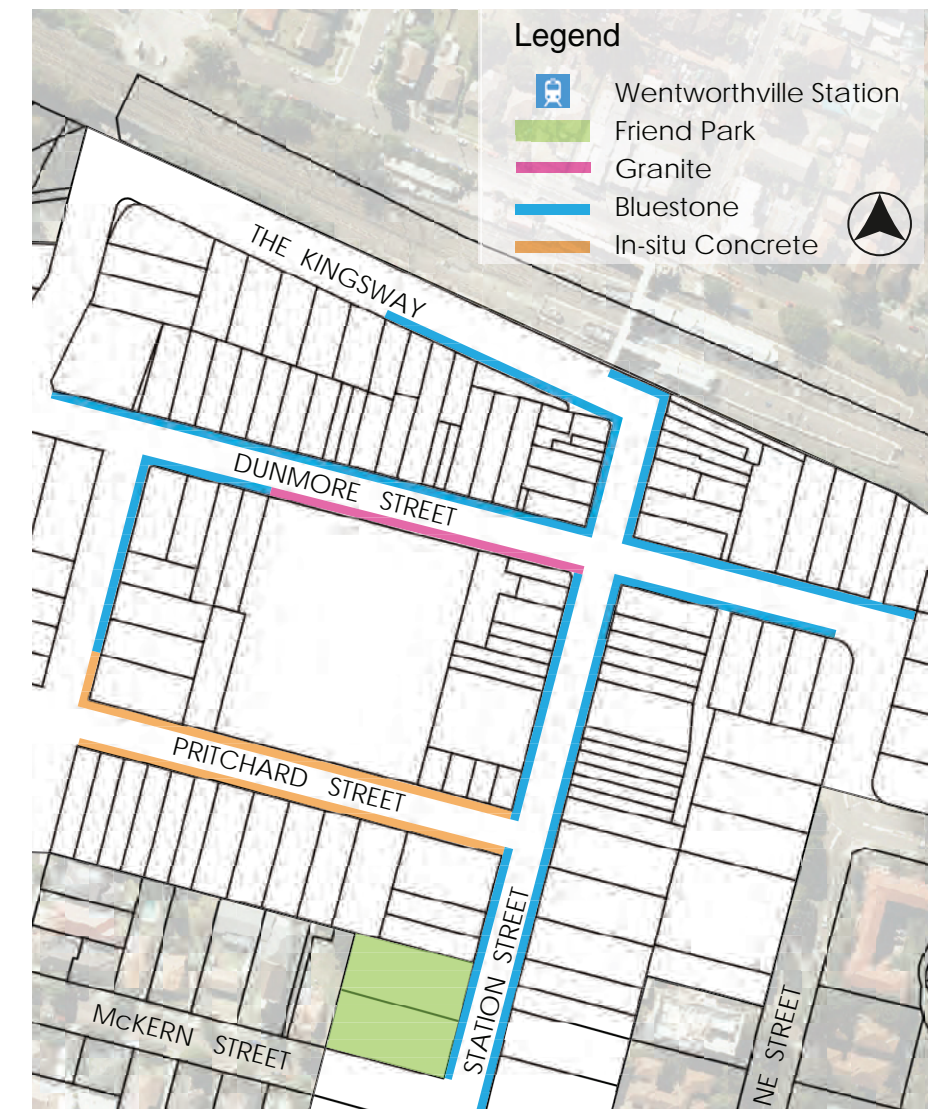 Legend
Wentworthville Station
Friend Park
Granite
Bluestone
In-situ Concrete
THE KINGSWAY
DUNMORE STREET
PRITCHARD STREET
STATION STREET
McKERN STREET
NE STREET